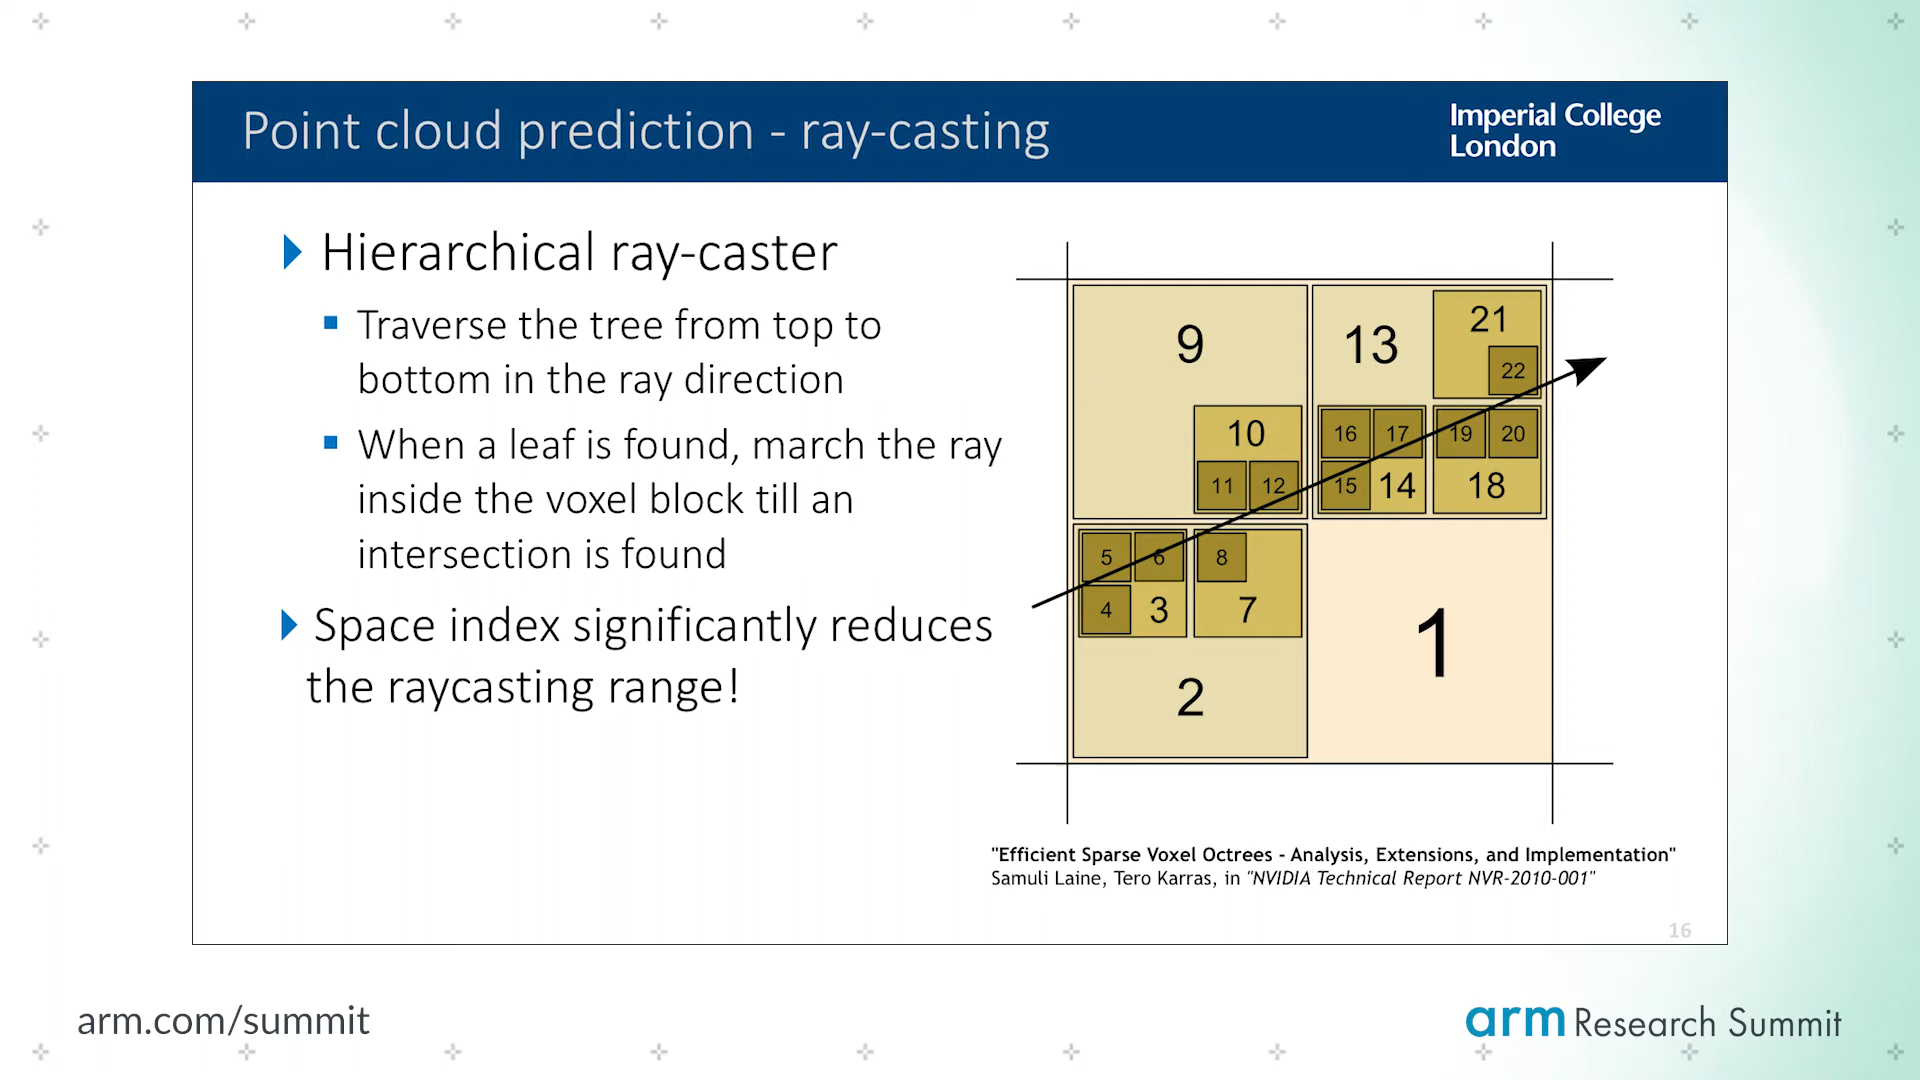 Point cloud prediction - ray-casting
Imperial College
London
Hierarchical ray-caster
Traverse the tree from top to
bottom in the ray direction
When a leaf is found, march the ray
inside the voxel block till an
intersection is found
Space index significantly reduces
the raycasting range!
9
13
21
22
10
16
17
19
20
11
12
15
14
18
5
6
8
4
3
7
1
2
"Efficient Sparse Voxel Octrees - Analysis, Extensions, and Implementation"
Samuli Laine, Tero Karras, in "NVIDIA Technical Report NVR-2010-001"
16
arm.com/summit
arm Research Summit